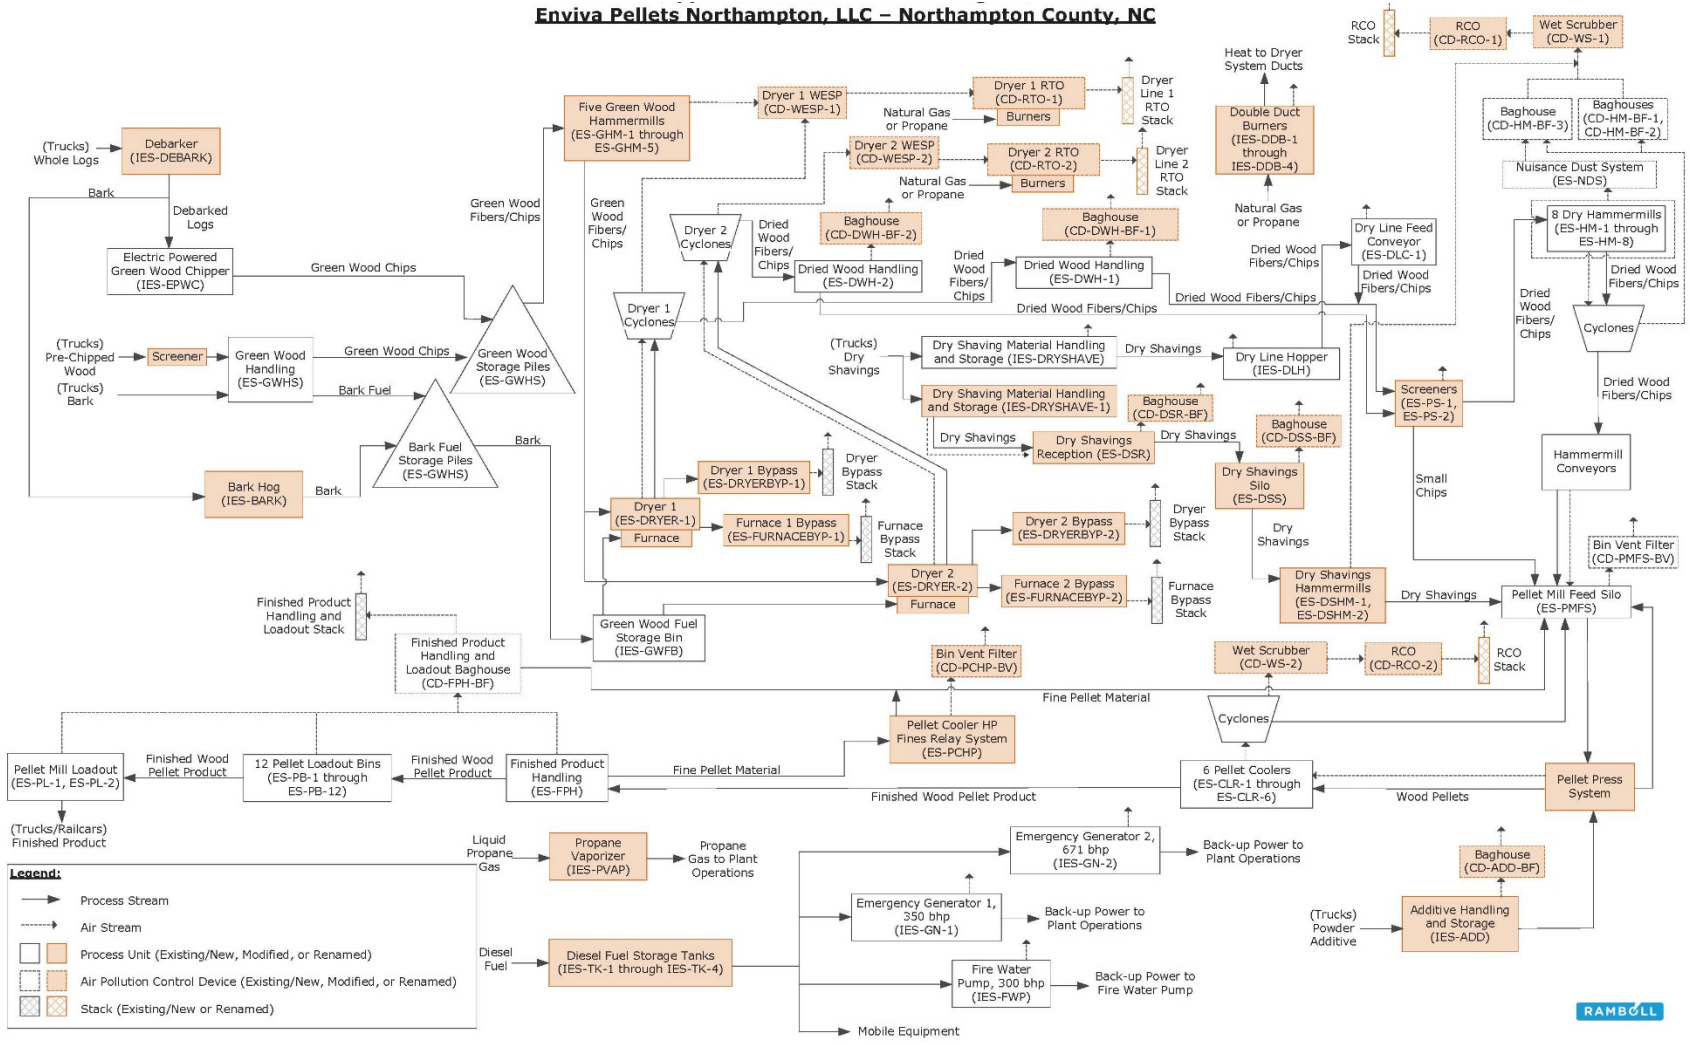 Enviva Pellets Northampton, LLC – Northampton County, NC
RCO
Stack
RCO
(CD-RCO-1)
Wet Scrubber
(CD-WS-1)
Heat to Dryer
System Ducts
Five Green Wood
Hammermills
(ES-GHM-1 through
ES-GHM-5)
Dryer 1 WESP
(CD-WESP-1)
Dryer 1 RTO
(CD-RTO-1)
Burners
Natural Gas
or Propane
Dryer
Line 1
RTO
Stack
Double Duct
Burners
(IES-DDB-1
through
IES-DDB-4)
Baghouse
(CD-HM-BF-3)
Baghouses
(CD-HM-BF-1,
CD-HM-BF-2)
(Trucks)
Whole Logs
Debarker
(IES-DEBARK)
Dryer 2 WESP
(CD-WESP-2)
Dryer 2 RTO
(CD-RTO-2)
Burners
Natural Gas
or Propane
Dryer
Line 2
RTO
Stack
Nuisance Dust System
(ES-NDS)
Bark
Debarked
Logs
Green Wood
Fibers/Chips
Green
Wood
Fibers/
Chips
Dryer 2
Cyclones
Dried
Wood
Fibers/
Chips
Baghouse
(CD-DWH-BF-2)
Baghouse
(CD-DWH-BF-1)
Natural Gas
or Propane
Dry Line Feed
Conveyor
(ES-DLC-1)
8 Dry Hammermills
(ES-HM-1 through
ES-HM-8)
Electric Powered
Green Wood Chipper
(IES-EPWC)
Green Wood Chips
Dried Wood Handling
(ES-DWH-2)
Dried
Wood
Fibers/
Chips
Dried Wood Handling
(ES-DWH-1)
Dried Wood
Fibers/Chips
Dried Wood
Fibers/Chips
Dried Wood
Fibers/Chips
Dryer 1
Cyclones
Dried Wood Fibers/Chips
Dried Wood Fibers/Chips
Dried
Wood
Fibers/
Chips
Cyclones
(Trucks)
Pre-Chipped
Wood
Screener
Green Wood
Handling
(ES-GWHS)
Green Wood Chips
Green Wood
Storage Piles
(ES-GWHS)
(Trucks)
Dry
Shavings
Dry Shaving Material Handling
and Storage (IES-DRYSHAVE)
Dry Shavings
Dry Line Hopper
(IES-DLH)
(Trucks)
Bark
Bark Fuel
Dry Shaving Material Handling
and Storage (IES-DRYSHAVE-1)
Baghouse
(CD-DSR-BF)
Screeners
(ES-PS-1,
ES-PS-2)
Dried Wood
Fibers/Chips
Bark Fuel
Storage Piles
(ES-GWHS)
Bark
Dry Shavings
Dry Shavings
Reception (ES-DSR)
Dry Shavings
Baghouse
(CD-DSS-BF)
Hammermill
Conveyors
Bark Hog
(IES-BARK)
Bark
Dryer 1 Bypass
(ES-DRYERBYP-1)
Dryer
Bypass
Stack
Dry Shavings
Silo
(ES-DSS)
Small
Chips
Dryer 1
(ES-DRYER-1)
Furnace
Furnace 1 Bypass
(ES-FURNACEBYP-1)
Furnace
Bypass
Stack
Dryer 2 Bypass
(ES-DRYERBYP-2)
Dryer
Bypass
Stack
Dry
Shavings
Bin Vent Filter
(CD-PMFS-BV)
Dryer 2
(ES-DRYER-2)
Furnace
Furnace 2 Bypass
(ES-FURNACEBYP-2)
Furnace
Bypass
Stack
Dry Shavings
Hammermills
(ES-DSHM-1,
ES-DSHM-2)
Dry Shavings
Pellet Mill Feed Silo
(ES-PMFS)
Finished Product
Handling and
Loadout Stack
Green Wood Fuel
Storage Bin
(IES-GWFB)
Finished Product
Handling and
Loadout Baghouse
(CD-FPH-BF)
Bin Vent Filter
(CD-PCHP-BV)
Wet Scrubber
(CD-WS-2)
RCO
(CD-RCO-2)
RCO
Stack
Fine Pellet Material
Pellet Cooler HP
Fines Relay System
(ES-PCHP)
Cyclones
Pellet Mill Loadout
(ES-PL-1, ES-PL-2)
Finished Wood
Pellet Product
12 Pellet Loadout Bins
(ES-PB-1 through
ES-PB-12)
Finished Wood
Pellet Product
Finished Product
Handling
(ES-FPH)
Fine Pellet Material
Finished Wood Pellet Product
6 Pellet Coolers
(ES-CLR-1 through
ES-CLR-6)
Wood Pellets
Pellet Press
System
(Trucks/Railcars)
Finished Product
Liquid
Propane
Gas
Propane
Vaporizer
(IES-PVAP)
Propane
Gas to Plant
Operations
Emergency Generator 2,
671 bhp
(IES-GN-2)
Back-up Power to
Plant Operations
Baghouse
(CD-ADD-BF)
Legend:
Process Stream
Air Stream
Process Unit (Existing/New, Modified, or Renamed)
Air Pollution Control Device (Existing/New, Modified, or Renamed)
Stack (Existing/New or Renamed)
Emergency Generator 1,
350 bhp
(IES-GN-1)
Back-up Power to
Plant Operations
(Trucks)
Powder
Additive
Additive Handling
and Storage
(IES-ADD)
Diesel
Fuel
Diesel Fuel Storage Tanks
(IES-TK-1 through IES-TK-4)
Fire Water
Pump, 300 bhp
(IES-FWP)
Back-up Power to
Fire Water Pump
Mobile Equipment
RAMBOLL